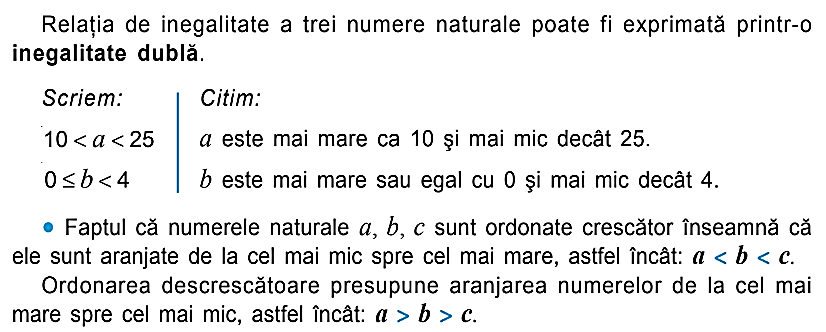 Relația de inegalitate a trei numere naturale poate fi exprimată printr-o
inegalitate dublă.
Scriem: Citim:
10 < a < 25 a este mai mare ca 10 şi mai mic decât 25.
0 ≤ b < 4 b este mai mare sau egal cu 0 şi mai mic decât 4.
• Faptul că numerele naturale a, b, c sunt ordonate crescător înseamnă că
ele sunt aranjate de la cel mai mic spre cel mai mare, astfel încât: a < b < c.
Ordonarea descrescătoare presupune aranjarea numerelor de la cel mai
mare spre cel mai mic, astfel încât: a > b > c.